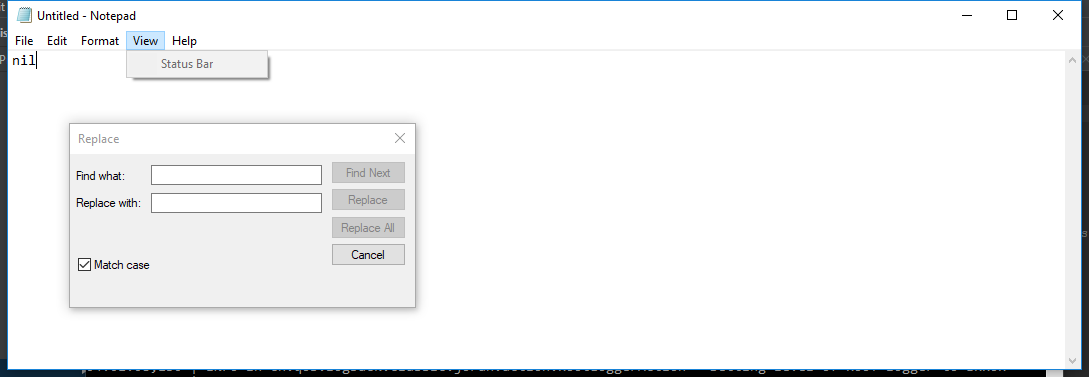 Untitled - Notepad
File Edit Format View Help
nil
Status Bar
Replace
Find what:
Find Next
Replace with:
Replace
Replace All
Cancel
Match case